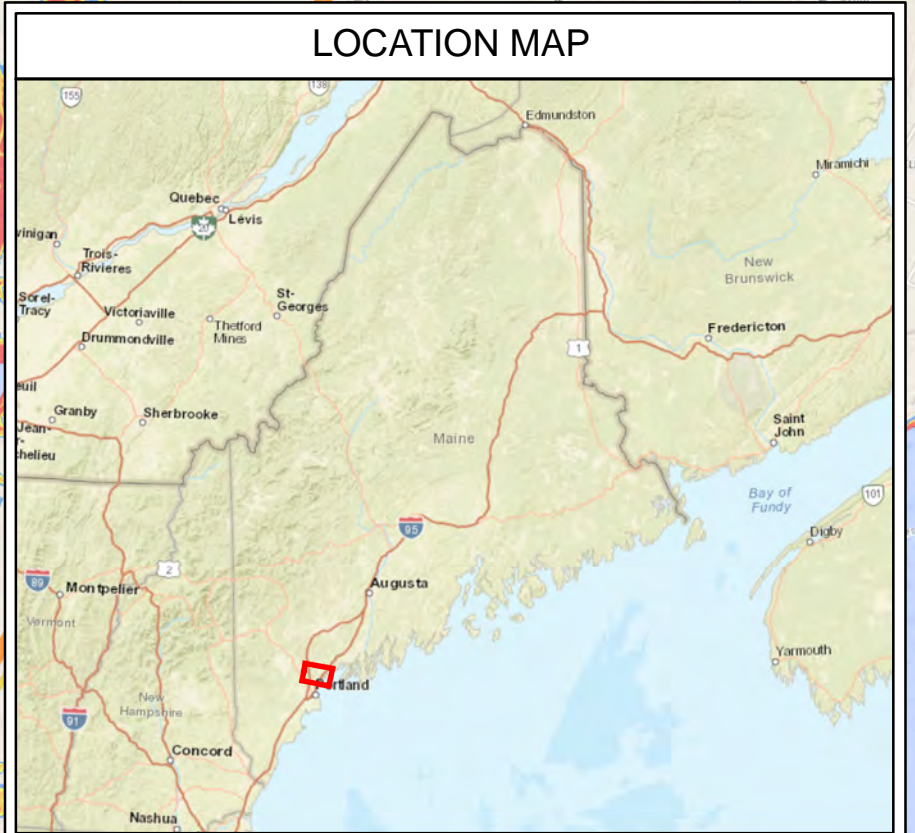 LOCATION MAP
155
138
Edmundston
Miramichi
Quebec
Lévis
20
vinigan
Trois-
Rivieres
New
Brunswick
Sorel-
Tracy
St-
Georges
Victoriaville
Thetford
Mines
Fredericton
Drummondville
1
euil
Granby
Sherbrooke
Saint
John
Jean-
r-
chelieu
Maine
Bay of
Fundy
101
95
Digby
2
89
Montpelier
Augusta
Vermont
Yarmouth
New
Hampshire
91
Concord
Nashua